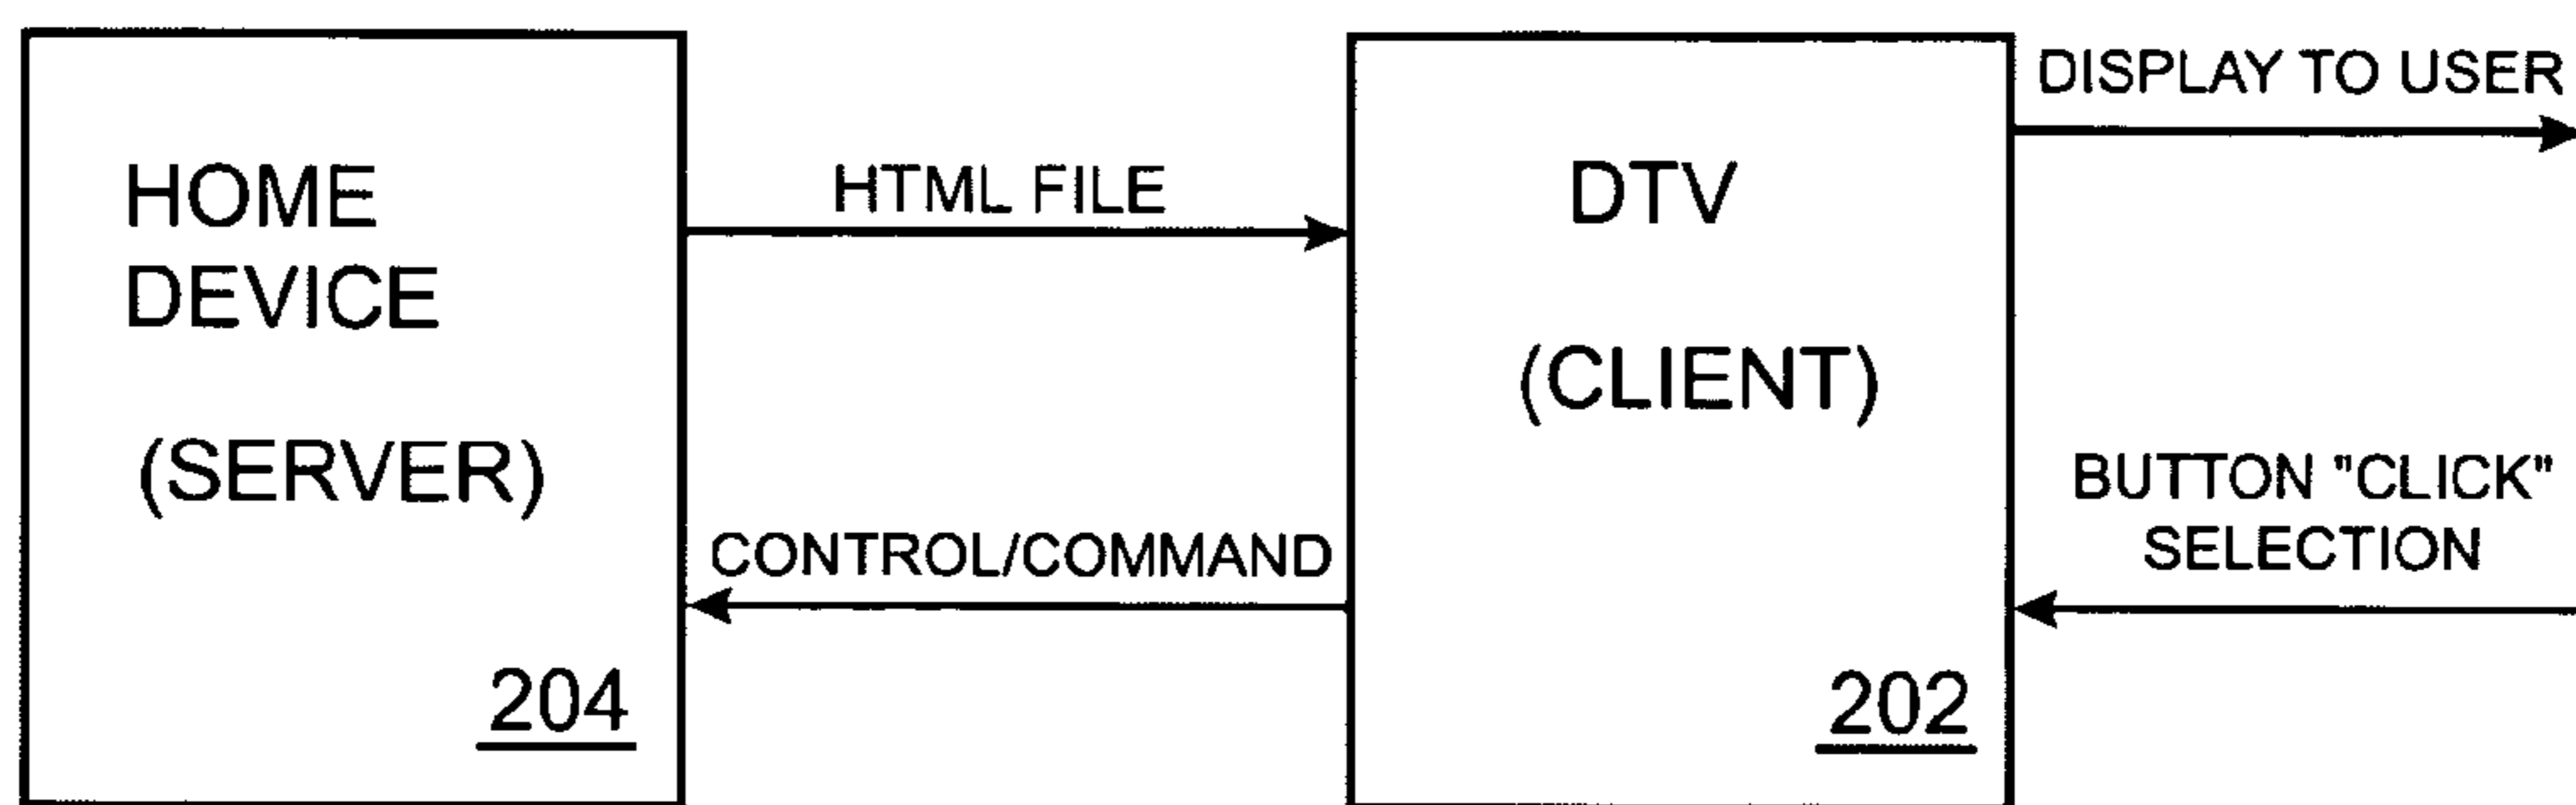 HOME
DEVICE
(SERVER)
204
HTML FILE
CONTROL/COMMAND
DTV
(CLIENT)
202
DISPLAY TO USER
BUTTON "CLICK"
SELECTION